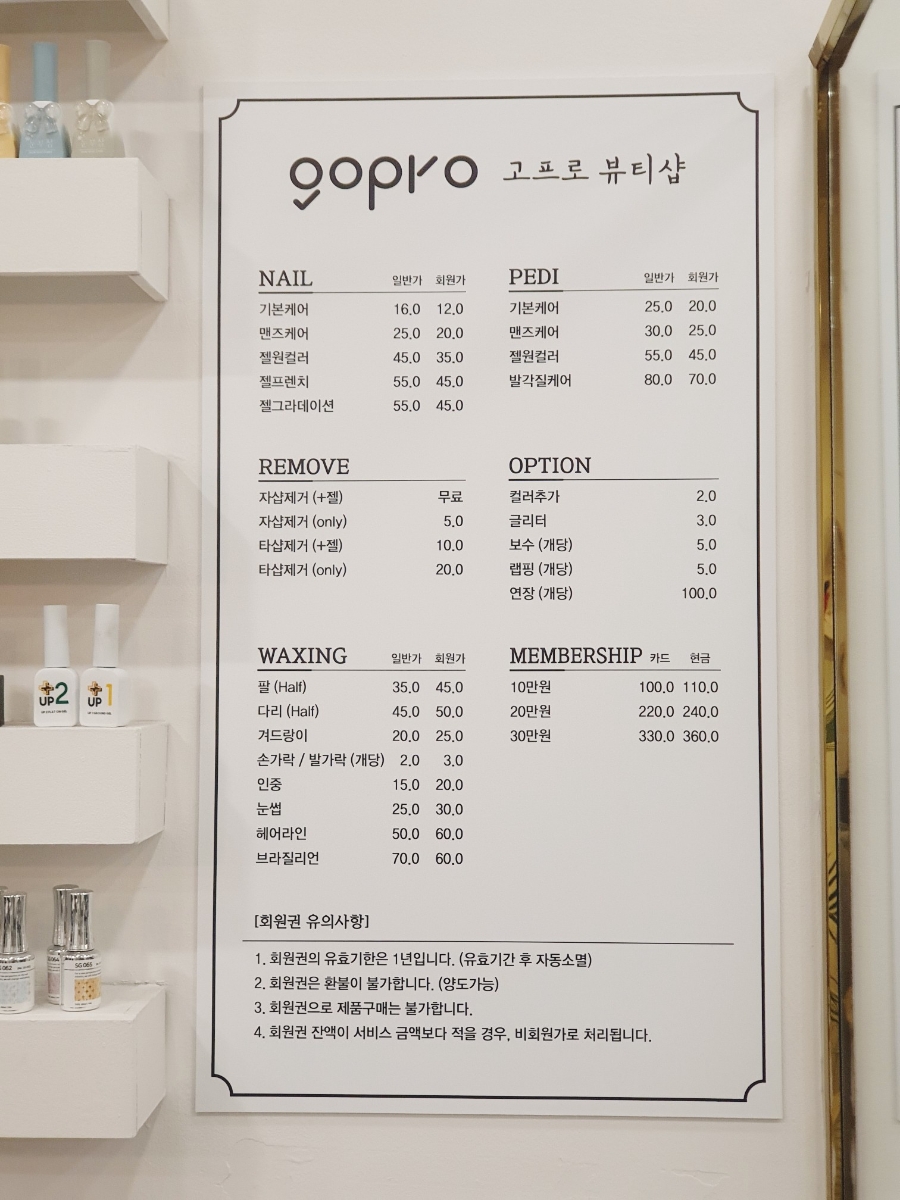 gopro 고프로 뷰티샵
NAIL 일반가 회원가
기본케어 16.0 12.0
맨즈케어 25.0 20.0
젤원컬러 45.0 35.0
젤프렌치 55.0 45.0
젤그라데이션 55.0 45.0
PEDI 일반가 회원가
기본케어 25.0 20.0
맨즈케어 30.0 25.0
젤원컬러 55.0 45.0
발각질케어 80.0 70.0
REMOVE
자샵제거 (+젤) 무료
자샵제거 (only) 5.0
타샵제거 (+젤) 10.0
타샵제거 (only) 20.0
OPTION
컬러추가 2.0
글리터 3.0
보수 (개당) 5.0
랩핑 (개당) 5.0
연장 (개당) 100.0
WAXING 일반가 회원가
팔 (Half) 35.0 45.0
다리 (Half) 45.0 50.0
겨드랑이 20.0 25.0
손가락 / 발가락 (개당) 2.0 3.0
인중 15.0 20.0
눈썹 25.0 30.0
헤어라인 50.0 60.0
브라질리언 70.0 60.0
MEMBERSHIP 카드 현금
10만원 100.0 110.0
20만원 220.0 240.0
30만원 330.0 360.0
[회원권 유의사항]
1. 회원권의 유효기한은 1년입니다. (유효기간 후 자동소멸)
2. 회원권은 환불이 불가합니다. (양도가능)
3. 회원권으로 제품구매는 불가합니다.
4. 회원권 잔액이 서비스 금액보다 적을 경우, 비회원가로 처리됩니다.
UP 2
UP 1
SG 065